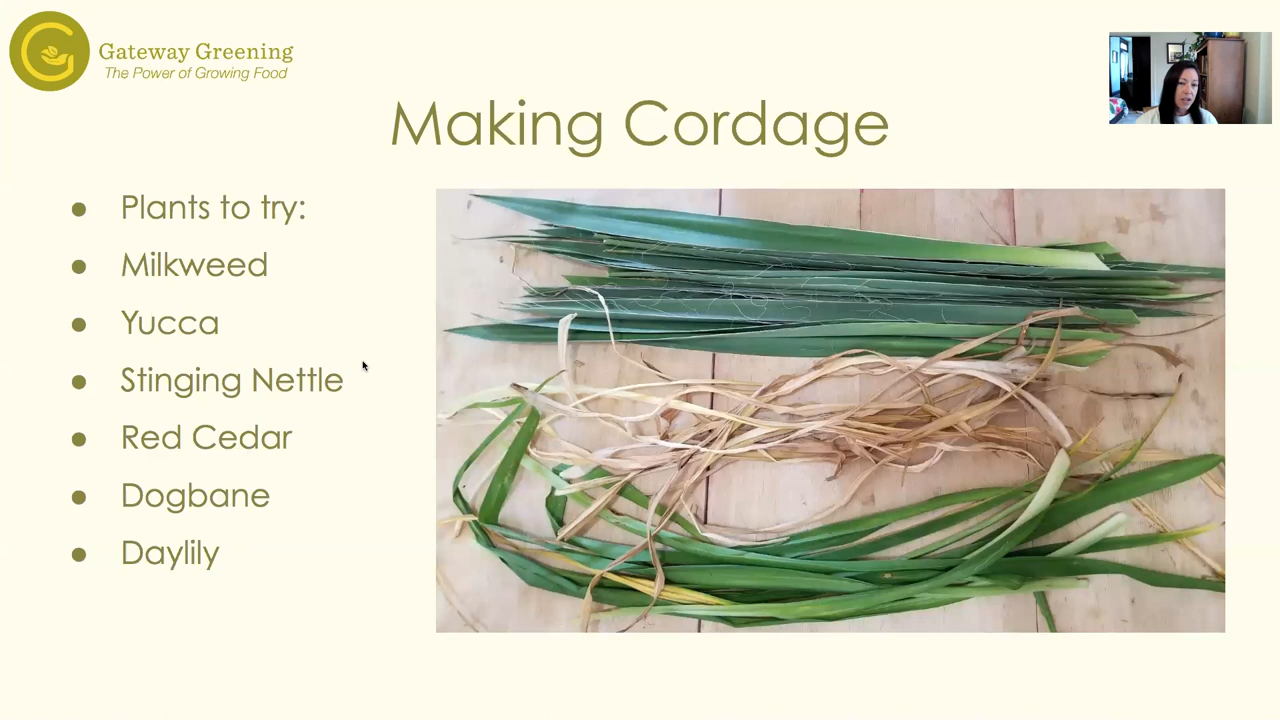 Gateway Greening
The Power of Growing Food
Making Cordage
● Plants to try:
● Milkweed
● Yucca
● Stinging Nettle
● Red Cedar
● Dogbane
● Daylily